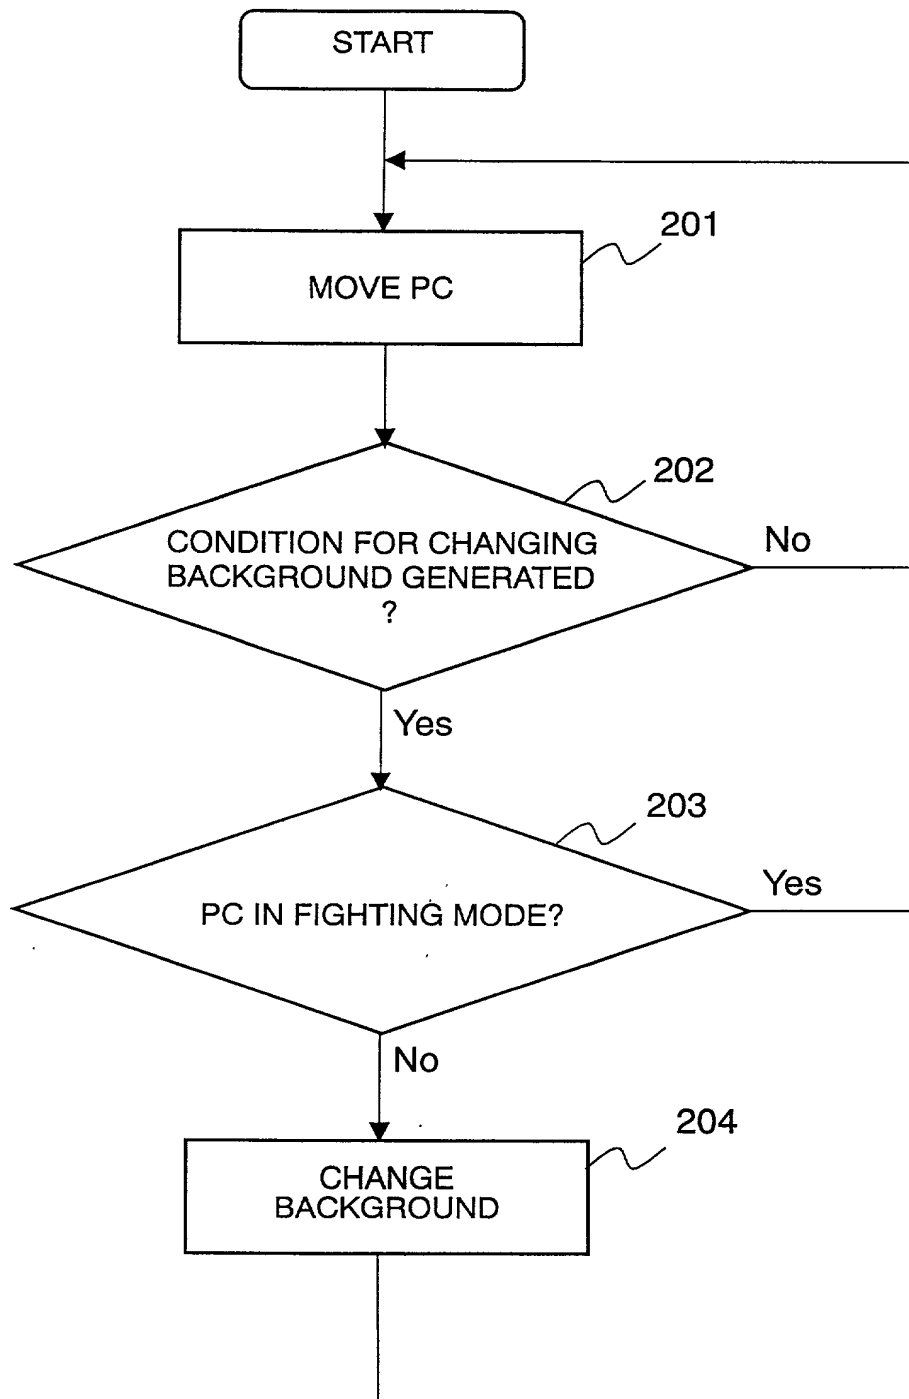 START
201
MOVE PC
202
CONDITION FOR CHANGING
BACKGROUND GENERATED
?
No
Yes
203
PC IN FIGHTING MODE?
Yes
No
204
CHANGE
BACKGROUND